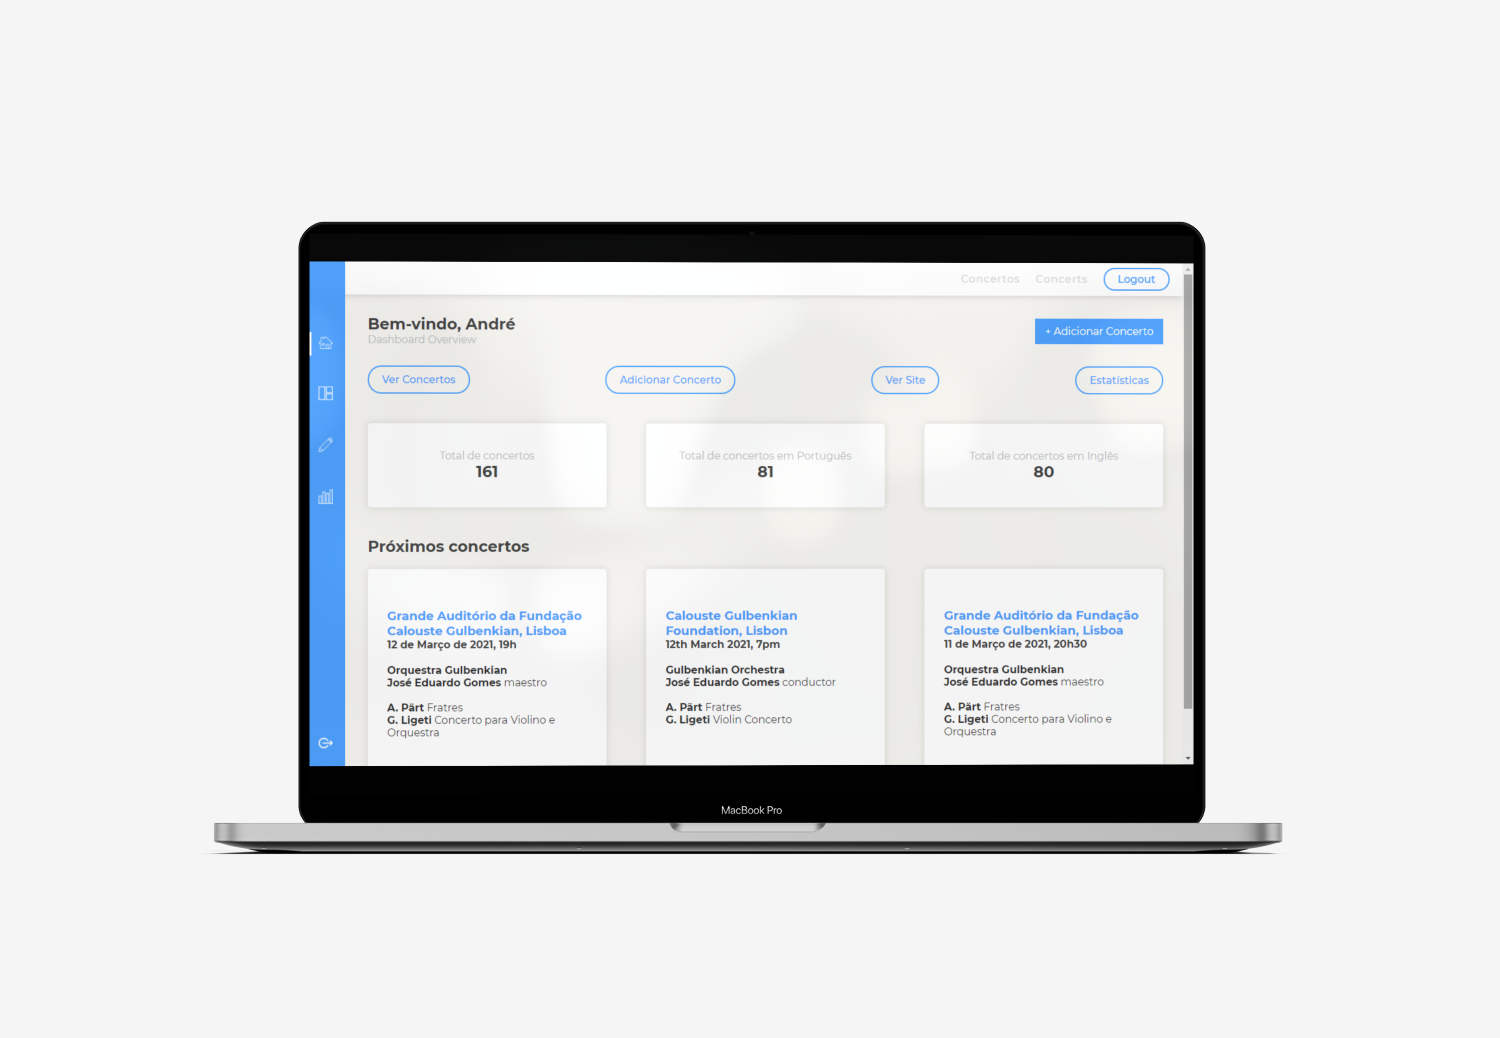 Concertos Concerts Logout
Bem-vindo, André
Dashboard Overview
+ Adicionar Concerto
Ver Concertos Adicionar Concerto Ver Site Estatísticas
Total de concertos
161
Total de concertos em Português
81
Total de concertos em Inglês
80
Próximos concertos
Grande Auditório da Fundação
Calouste Gulbenkian, Lisboa
12 de Março de 2021, 19h
Orquestra Gulbenkian
José Eduardo Gomes maestro
A. Pärt Fratres
G. Ligeti Concerto para Violino e
Orquestra
Calouste Gulbenkian
Foundation, Lisbon
12th March 2021, 7pm
Gulbenkian Orchestra
José Eduardo Gomes conductor
A. Pärt Fratres
G. Ligeti Violin Concerto
Grande Auditório da Fundação
Calouste Gulbenkian, Lisboa
11 de Março de 2021, 20h30
Orquestra Gulbenkian
José Eduardo Gomes maestro
A. Pärt Fratres
G. Ligeti Concerto para Violino e
Orquestra
MacBook Pro